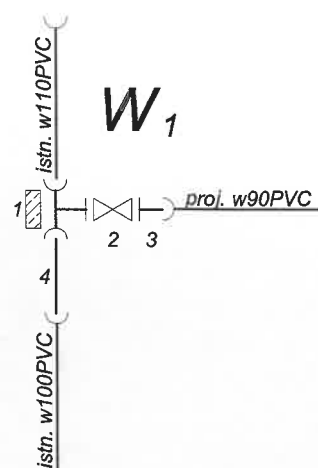 istn. w110PVC
W1
1
proj. w90PVC
2
3
4
istn. w100PVC